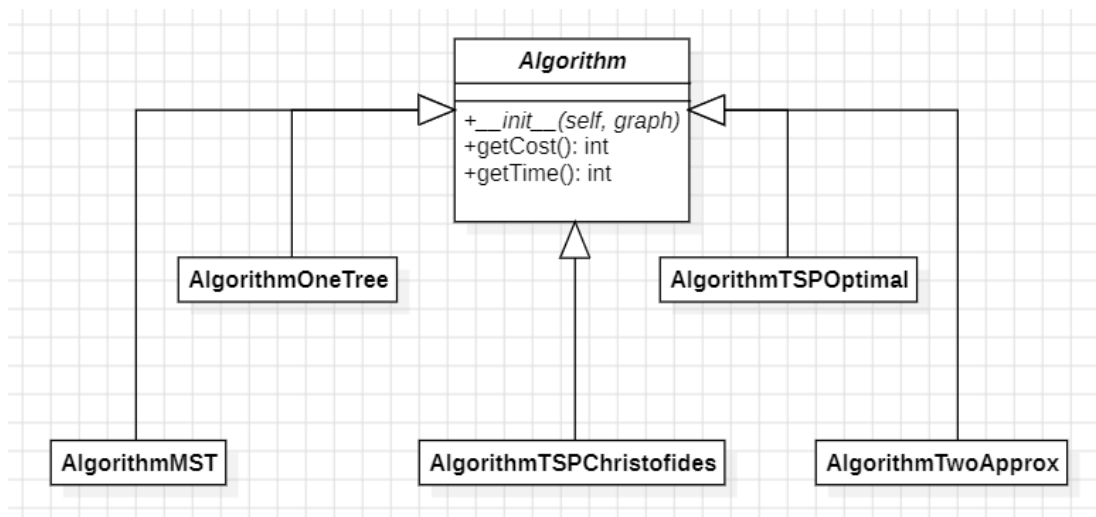 Algorithm
+__init__(self, graph)
+getCost(): int
+getTime(): int
AlgorithmOneTree
AlgorithmTSPOptimal
AlgorithmMST
AlgorithmTSPChristofides
AlgorithmTwoApprox